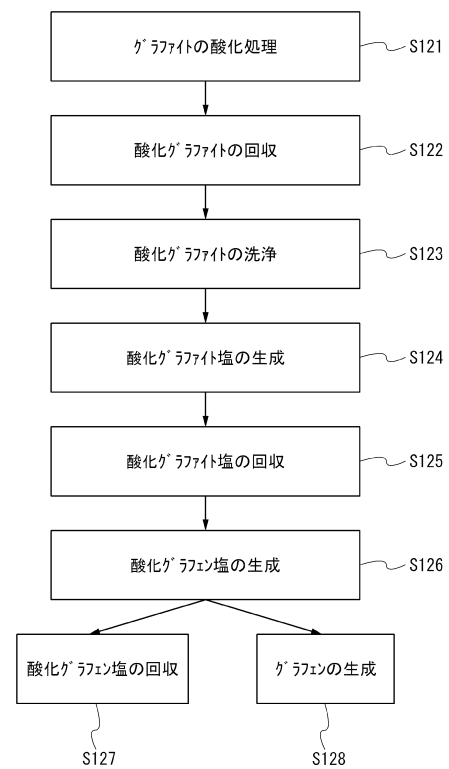 ｸﾞﾗﾌｧｲﾄの酸化処理 S121
酸化ｸﾞﾗﾌｧｲﾄの回収 S122
酸化ｸﾞﾗﾌｧｲﾄの洗浄 S123
酸化ｸﾞﾗﾌｧｲﾄ塩の生成 S124
酸化ｸﾞﾗﾌｧｲﾄ塩の回収 S125
酸化ｸﾞﾗﾌｪﾝ塩の生成 S126
酸化ｸﾞﾗﾌｪﾝ塩の回収 ｸﾞﾗﾌｪﾝの生成
S127 S128